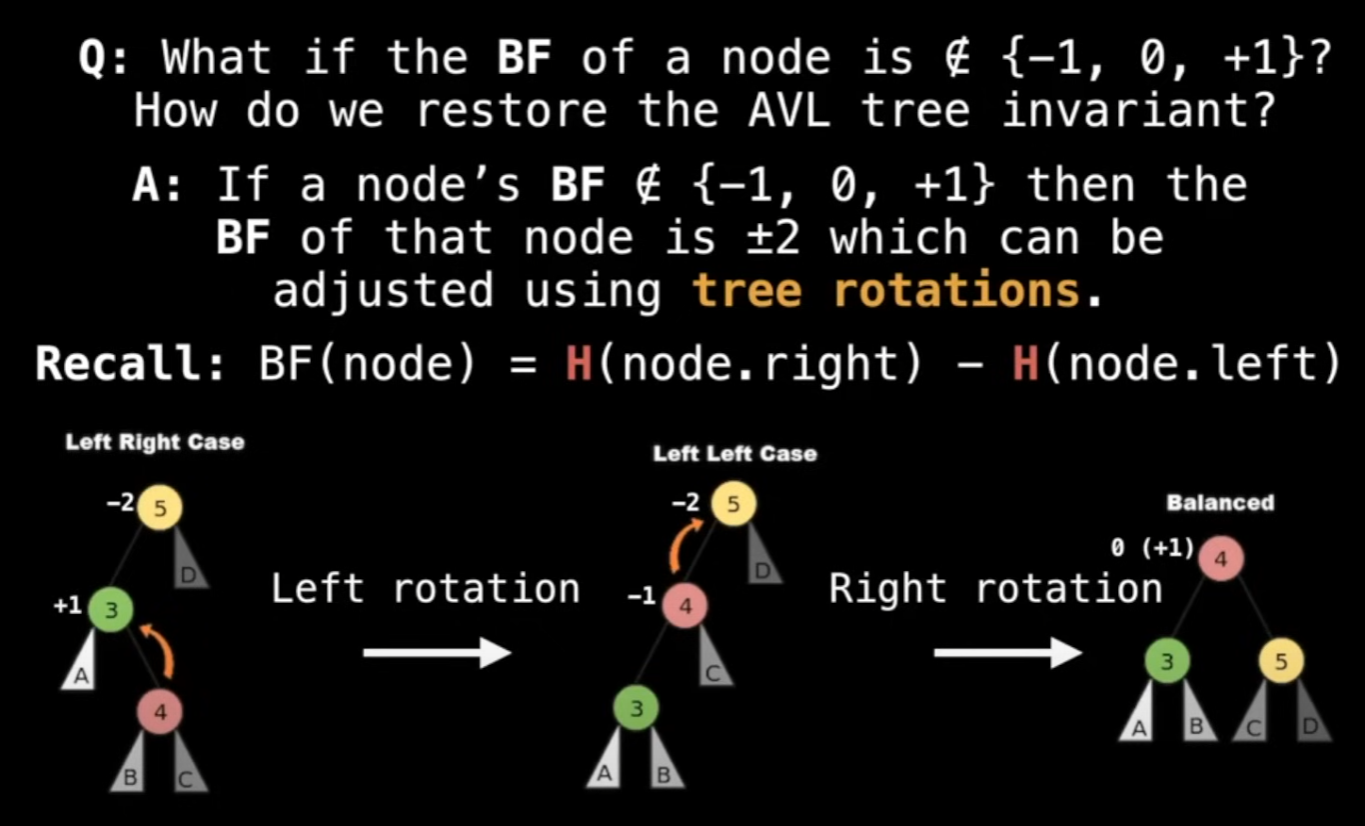 Q: What if the BF of a node is ∉ {−1, 0, +1}?
How do we restore the AVL tree invariant?
A: If a node’s BF ∉ {−1, 0, +1} then the
BF of that node is ±2 which can be
adjusted using tree rotations.
Recall: BF(node) = H(node.right) − H(node.left)
Left Right Case
−2 5
D
+1 3
A
4
B C
Left rotation
Left Left Case
−2 5
D
−1 4
C
3
A B
Right rotation
Balanced
0 (+1) 4
3 5
A B C D